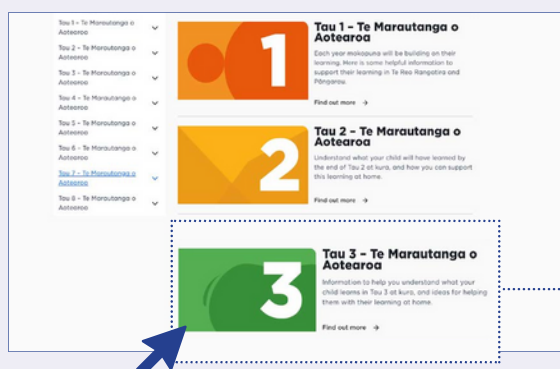 Tau 1 – Te Marautanga o
Aotearoa
Tau 2 – Te Marautanga o
Aotearoa
Tau 3 – Te Marautanga o
Aotearoa
Tau 4 – Te Marautanga o
Aotearoa
Tau 5 – Te Marautanga o
Aotearoa
Tau 6 – Te Marautanga o
Aotearoa
Tau 7 – Te Marautanga o
Aotearoa
Tau 8 – Te Marautanga o
Aotearoa
1
Tau 1 – Te Marautanga o
Aotearoa
Each year mokopuna will be building on their
learning. Here is some helpful information to
support their learning in Te Reo Rangatira and
Pāngarau.
Find out more →
2
Tau 2 – Te Marautanga o
Aotearoa
Understand what your child will have learned by
the end of Tau 2 at kura, and how you can support
this learning at home.
Find out more →
3
Tau 3 – Te Marautanga o
Aotearoa
Information to help you understand what your
child learns in Tau 3 at kura, and ideas for helping
them with their learning at home.
Find out more →